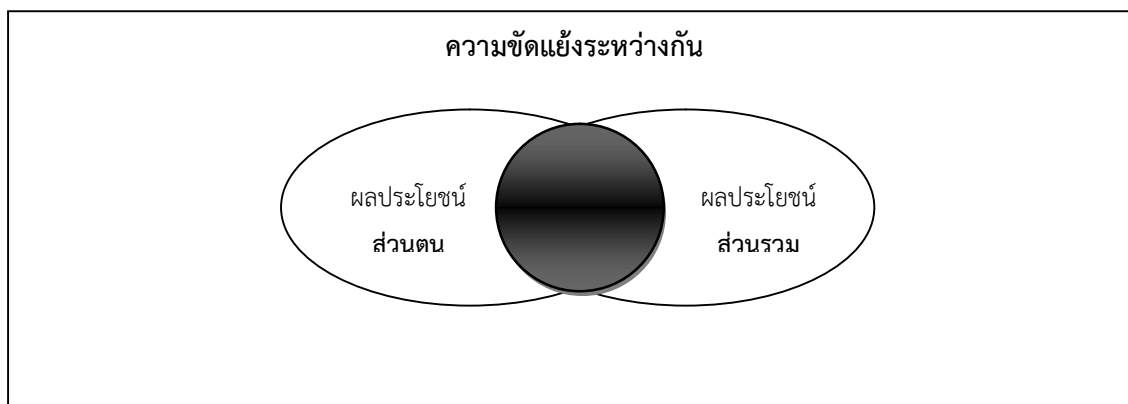 ความขัดแย้งระหว่างกัน
ผลประโยชน์
ส่วนตน
ผลประโยชน์
ส่วนรวม